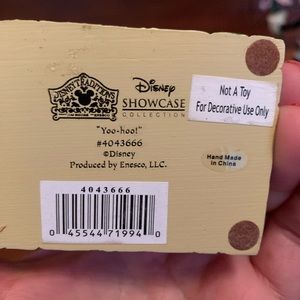 DISNEY TRADITIONS
JIM SHORE ENESCO
Disney
SHOWCASE
COLLECTION
"Yoo-hoo!"
#4043666
©Disney
Produced by Enesco, LLC.
Not A Toy
For Decorative Use Only
Hand Made
in China
4043666
0 45544 71994 0